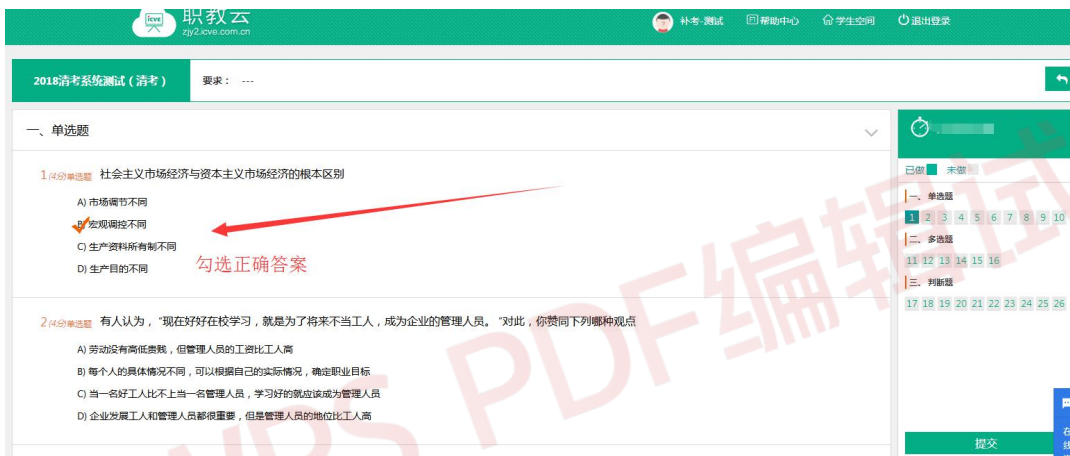 icve 职教云
zjy2.icve.com.cn
补考-测试 帮助中心 学生空间 退出登录
2018清考系统测试（清考） 要求： ---
一、单选题
1 (4分)单选题 社会主义市场经济与资本主义市场经济的根本区别
A) 市场调节不同
B) 宏观调控不同
C) 生产资料所有制不同
D) 生产目的不同
勾选正确答案
2 (4分)单选题 有人认为，“现在好好在校学习，就是为了将来不当工人，成为企业的管理人员。”对此，你赞同下列哪种观点
A) 劳动没有高低贵贱，但管理人员的工资比工人高
B) 每个人的具体情况不同，可以根据自己的实际情况，确定职业目标
C) 当一名好工人比不上当一名管理人员，学习好的就应该成为管理人员
D) 企业发展工人和管理人员都很重要，但是管理人员的地位比工人高
已做 未做
一、单选题
1 2 3 4 5 6 7 8 9 10
二、多选题
11 12 13 14 15 16
三、判断题
17 18 19 20 21 22 23 24 25 26
提交
在
线
WPS PDF编辑试